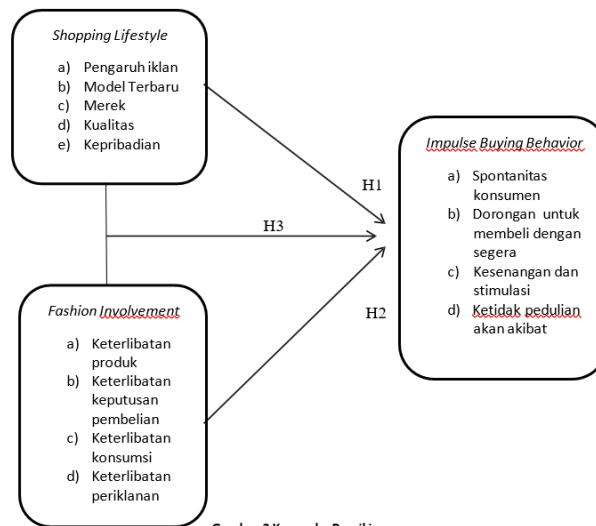 Shopping Lifestyle
a) Pengaruh iklan
b) Model Terbaru
c) Merek
d) Kualitas
e) Kepribadian
H1
H3
H2
Impulse Buying Behavior
a) Spontanitas
konsumen
b) Dorongan untuk
membeli dengan
segera
c) Kesenangan dan
stimulasi
d) Ketidak pedulian
akan akibat
Fashion Involvement
a) Keterlibatan
produk
b) Keterlibatan
keputusan
pembelian
c) Keterlibatan
konsumsi
d) Keterlibatan
periklanan